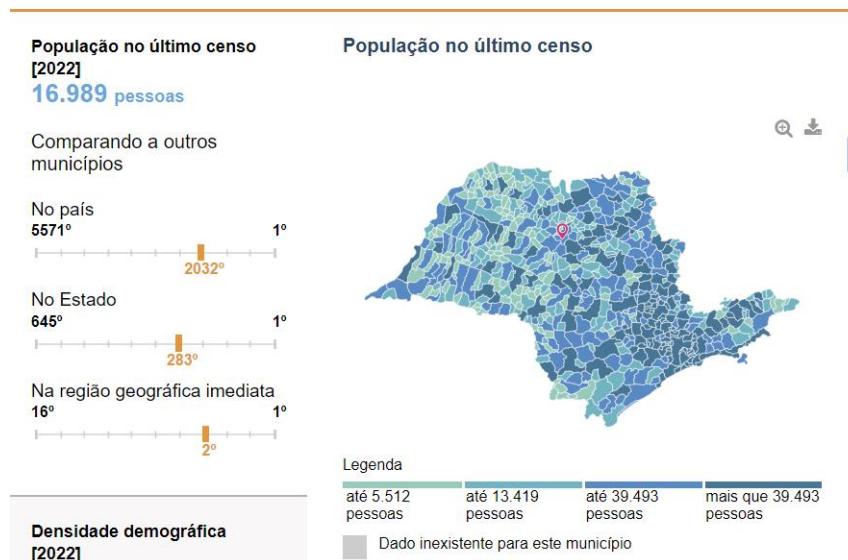 População no último censo
[2022]
16.989 pessoas
Comparando a outros
municípios
No país
5571º 1º
2032º
No Estado
645º 1º
283º
Na região geográfica imediata
16º 1º
2º
Densidade demográfica
[2022]
População no último censo
Legenda
até 5.512
pessoas
até 13.419
pessoas
até 39.493
pessoas
mais que 39.493
pessoas
Dado inexistente para este município